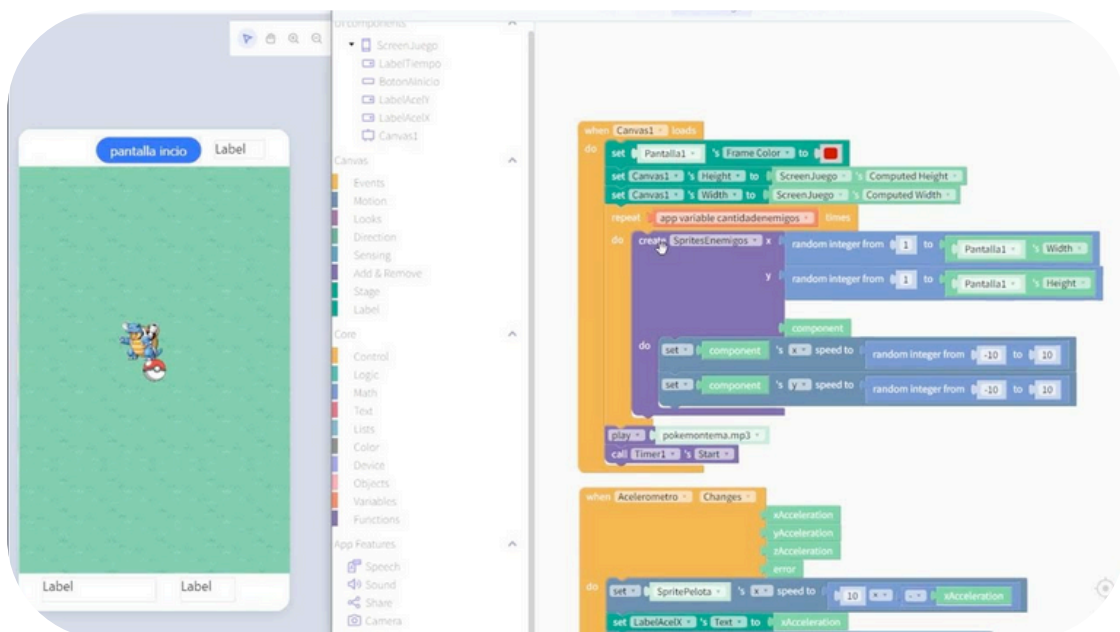 pantalla incio
Label
Label
Label
UI components
ScreenJuego
LabelTiempo
BotonAInicio
LabelAcelY
LabelAcelX
Canvas1
Canvas
Events
Motion
Looks
Direction
Sensing
Add & Remove
Stage
Label
Core
Control
Logic
Math
Text
Lists
Color
Device
Objects
Variables
Functions
App Features
Speech
Sound
Share
Camera
when Canvas1 loads
do set Pantalla1 's Frame Color to
set Canvas1 's Height to ScreenJuego 's Computed Height
set Canvas1 's Width to ScreenJuego 's Computed Width
repeat app variable cantidadenemigos times
do create SpritesEnemigos x random integer from 1 to Pantalla1 's Width
y random integer from 1 to Pantalla1 's Height
component
do set component 's x speed to random integer from -10 to 10
set component 's y speed to random integer from -10 to 10
play pokemontema.mp3
call Timer1 's Start
when Acelerometro Changes
xAcceleration
yAcceleration
zAcceleration
error
do set SpritePelota 's x speed to 10 × - xAcceleration
set LabelAcelX 's Text to xAcceleration